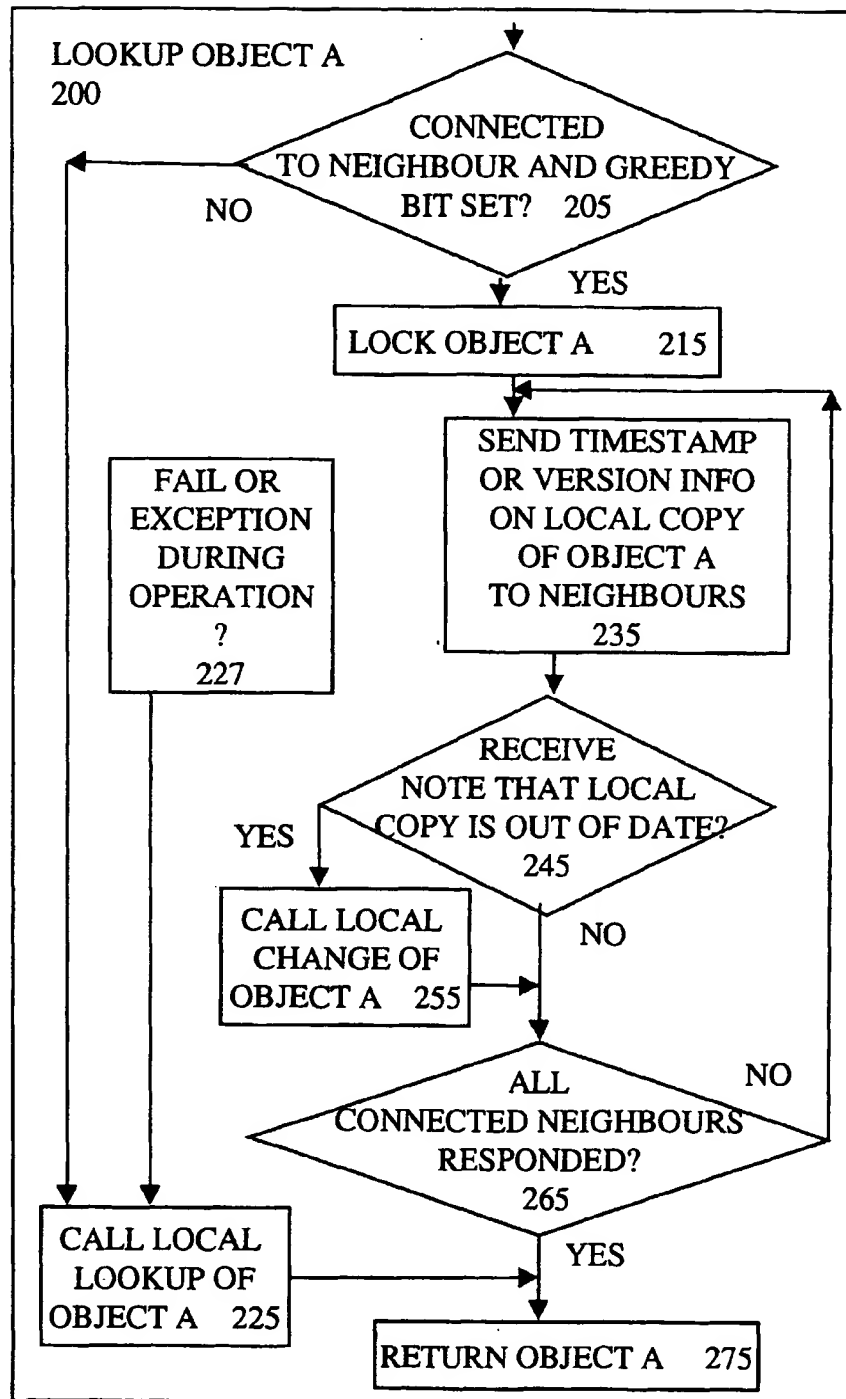 LOOKUP OBJECT A
200
CONNECTED
TO NEIGHBOUR AND GREEDY
BIT SET? 205
NO
YES
LOCK OBJECT A 215
SEND TIMESTAMP
OR VERSION INFO
ON LOCAL COPY
OF OBJECT A
TO NEIGHBOURS
235
FAIL OR
EXCEPTION
DURING
OPERATION
?
227
RECEIVE
NOTE THAT LOCAL
COPY IS OUT OF DATE?
245
YES
NO
CALL LOCAL
CHANGE OF
OBJECT A 255
ALL
CONNECTED NEIGHBOURS
RESPONDED?
265
NO
YES
CALL LOCAL
LOOKUP OF
OBJECT A 225
RETURN OBJECT A 275